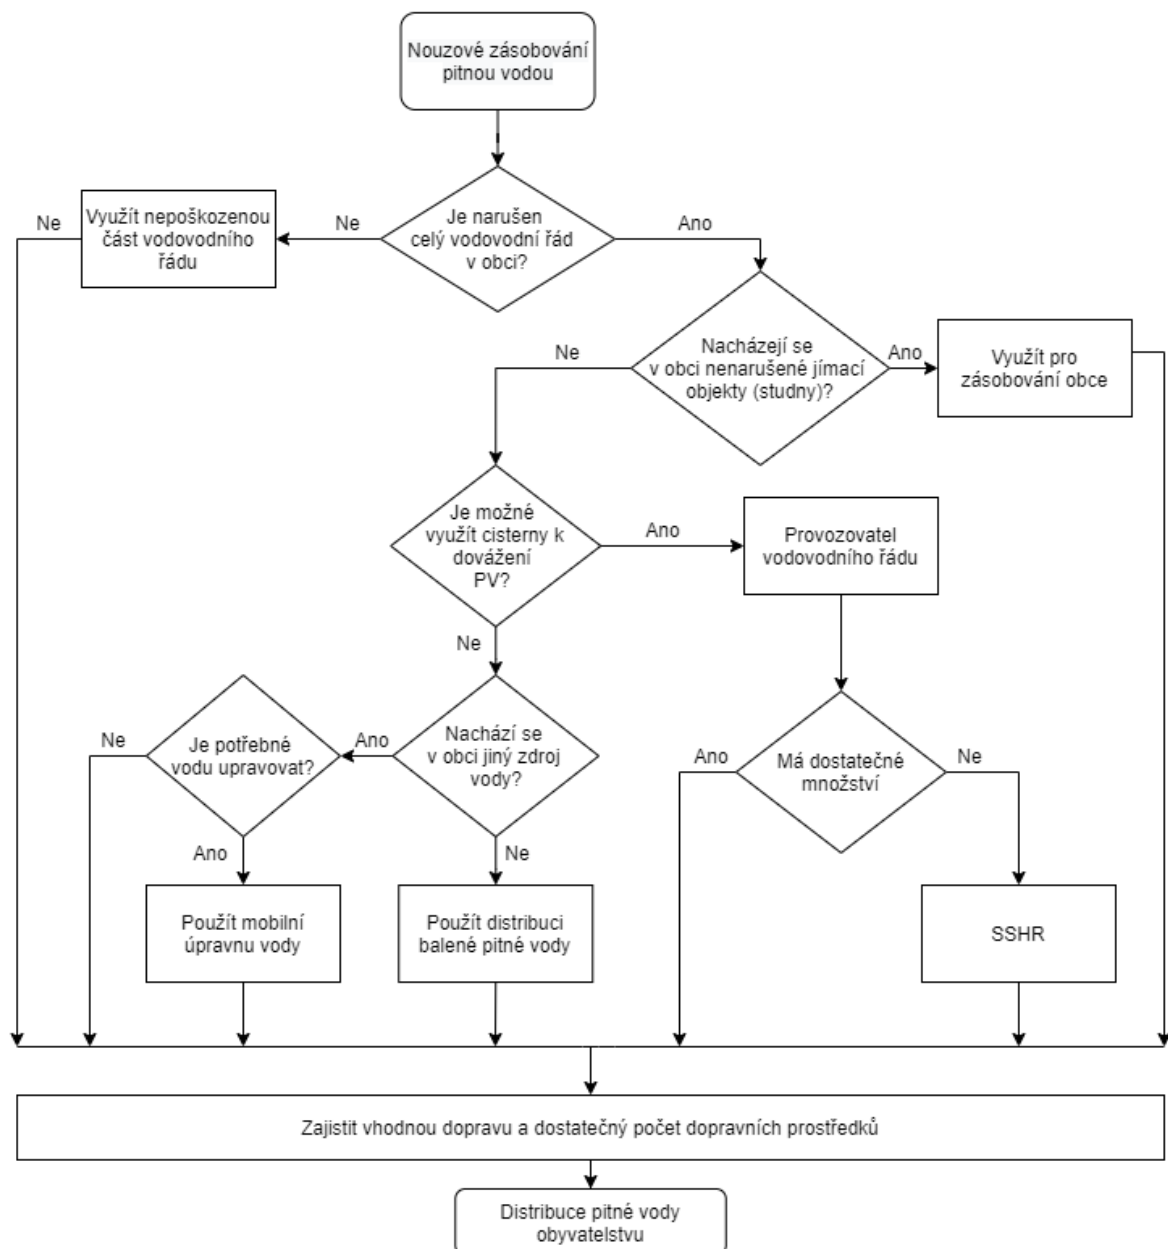 Nouzové zásobování
pitnou vodou
Ne
Využít nepoškozenou
část vodovodního
řádu
Ne
Je narušen
celý vodovodní řád
v obci?
Ano
Ne
Nacházejí se
v obci nenarušené jímací
objekty (studny)?
Ano
Využít pro
zásobování obce
Je možné
využít cisterny k
dovážení
PV?
Ano
Provozovatel
vodovodního řádu
Ne
Ne
Je potřebné
vodu upravovat?
Ano
Nachází se
v obci jiný zdroj
vody?
Ano
Má dostatečné
množství
Ne
Ano
Ne
Použít mobilní
úpravnu vody
Použít distribuci
balené pitné vody
SSHR
Zajistit vhodnou dopravu a dostatečný počet dopravních prostředků
Distribuce pitné vody
obyvatelstvu